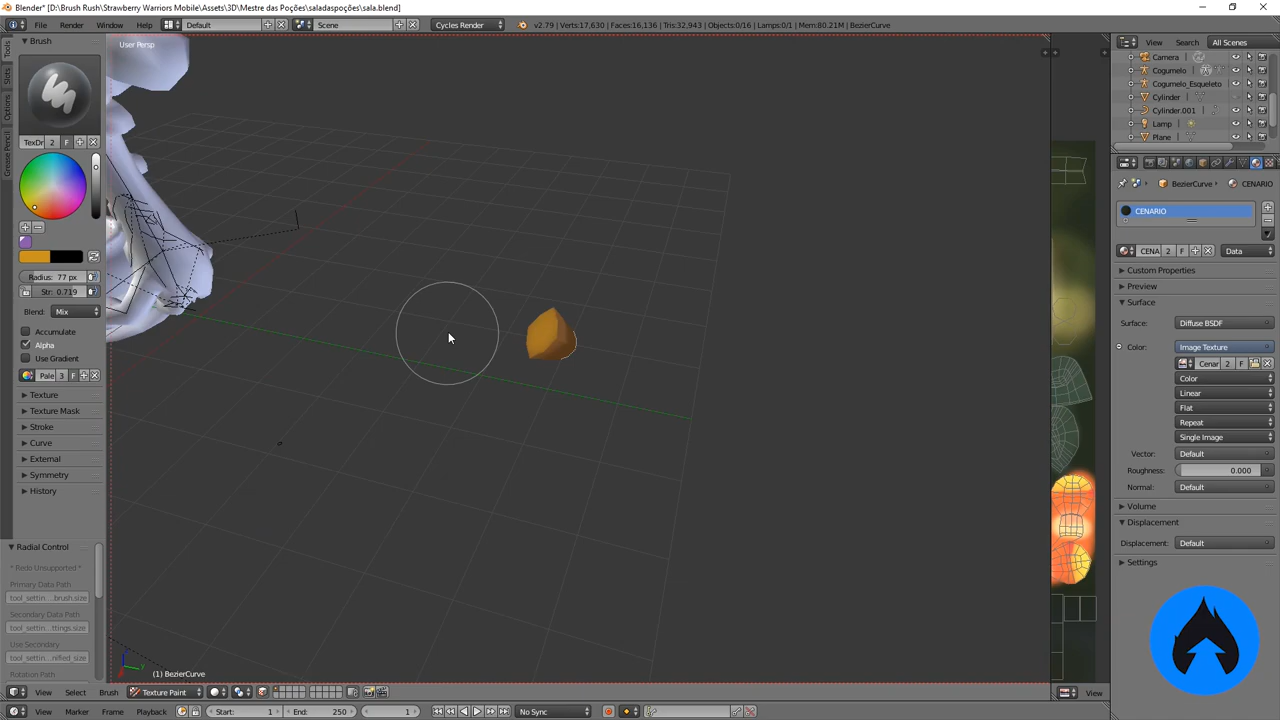 Blender* [D:\Brush Rush\Strawberry Warriors Mobile\Assets\3D\Mestre das Poções\saladaspoções\sala.blend]
File Render Window Help Default Scene Cycles Render v2.79 | Verts:17,630 | Faces:16,136 | Tris:32,943 | Objects:0/16 | Lamps:0/1 | Mem:80.21M | BezierCurve
Tools
Slots
Options
Grease Pencil
Brush
TexDr 2 F
Radius: 77 px
Str: 0.719
Blend: Mix
Accumulate
Alpha
Use Gradient
Pale 3 F
Texture
Texture Mask
Stroke
Curve
External
Symmetry
History
Radial Control
* Redo Unsupported *
Primary Data Path
tool_settin...brush.size
Secondary Data Path
tool_settin...ttings.size
Use Secondary
tool_settin...nified_size
Rotation Path
User Persp
(1) BezierCurve
View Select Brush Texture Paint
View
View Marker Frame Playback Start: 1 End: 250 1 No Sync
View Search All Scenes
Camera
Cogumelo
Cogumelo_Esqueleto
Cylinder
Cylinder.001
Lamp
Plane
BezierCurve CENARIO
CENARIO
CENA 2 F Data
Custom Properties
Preview
Surface
Surface: Diffuse BSDF
Color: Image Texture
Cenar 2 F
Color
Linear
Flat
Repeat
Single Image
Vector: Default
Roughness: 0.000
Normal: Default
Volume
Displacement
Displacement: Default
Settings